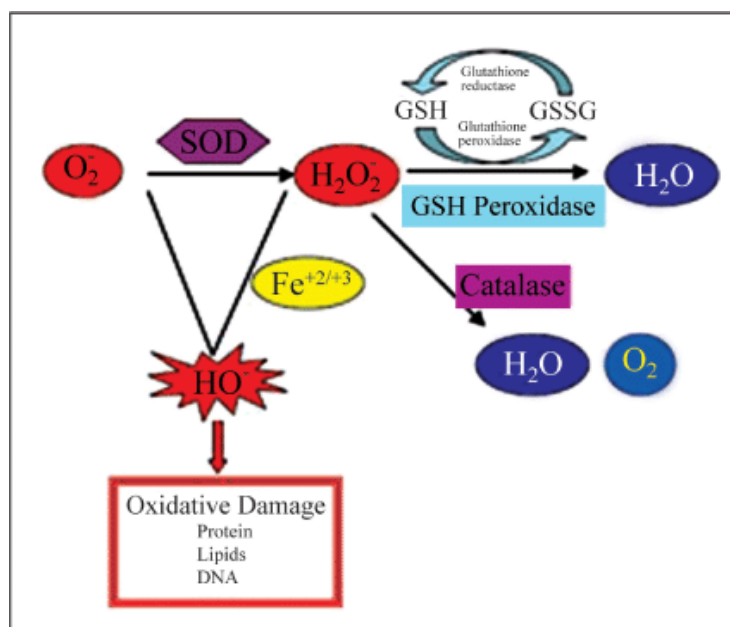 Glutathione
reductase
GSH
GSSG
Glutathione
peroxidase
SOD
O₂⁻
H₂O₂⁻
H₂O
GSH Peroxidase
Fe⁺²/⁺³
Catalase
H₂O
O₂
HO⁻
Oxidative Damage
Protein
Lipids
DNA